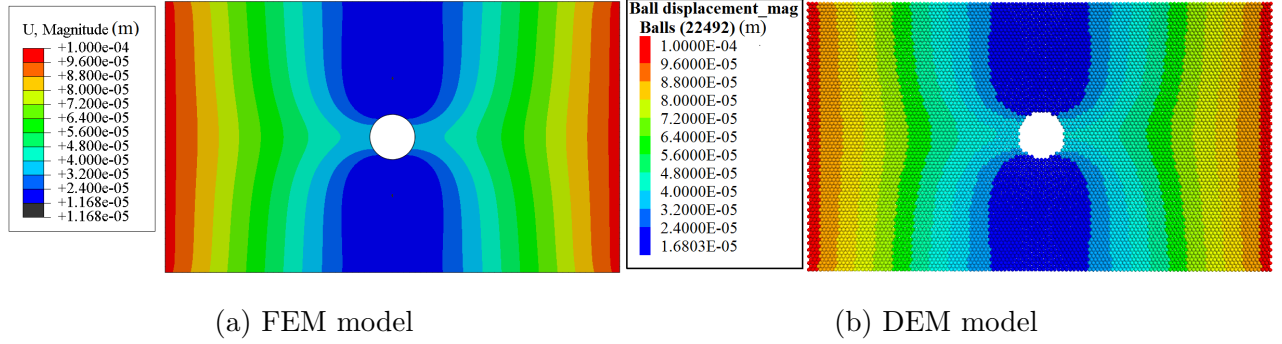 U, Magnitude (m)
+1.000e-04
+9.600e-05
+8.800e-05
+7.200e-05
+6.400e-05
+5.600e-05
+4.800e-05
+4.000e-05
+3.200e-05
+2.400e-05
+1.168e-05
+1.168e-05
Ball displacement_mag
Balls (22492) (m)
1.0000E-04
9.6000E-05
8.8000E-05
8.0000E-05
7.2000E-05
6.4000E-05
5.6000E-05
4.8000E-05
4.0000E-05
3.2000E-05
2.4000E-05
1.6803E-05
(a) FEM model
(b) DEM model